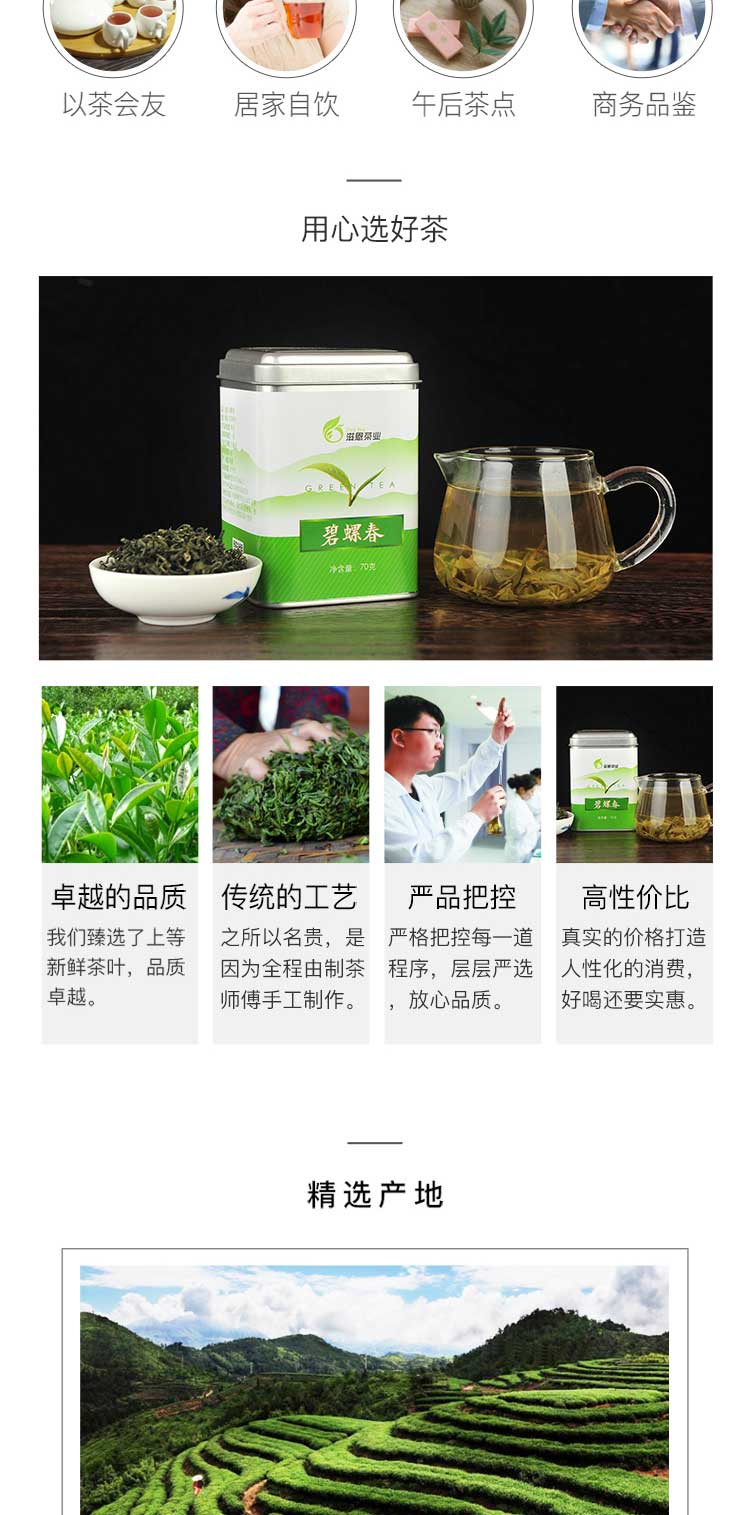 以茶会友
居家自饮
午后茶点
商务品鉴
用心选好茶
滋恩茶业
GREEN TEA
碧螺春
净含量：70克
滋恩茶业
碧螺春
卓越的品质
我们臻选了上等
新鲜茶叶，品质
卓越。
传统的工艺
之所以名贵，是
因为全程由制茶
师傅手工制作。
严品把控
严格把控每一道
程序，层层严选
，放心品质。
高性价比
真实的价格打造
人性化的消费，
好喝还要实惠。
精选产地